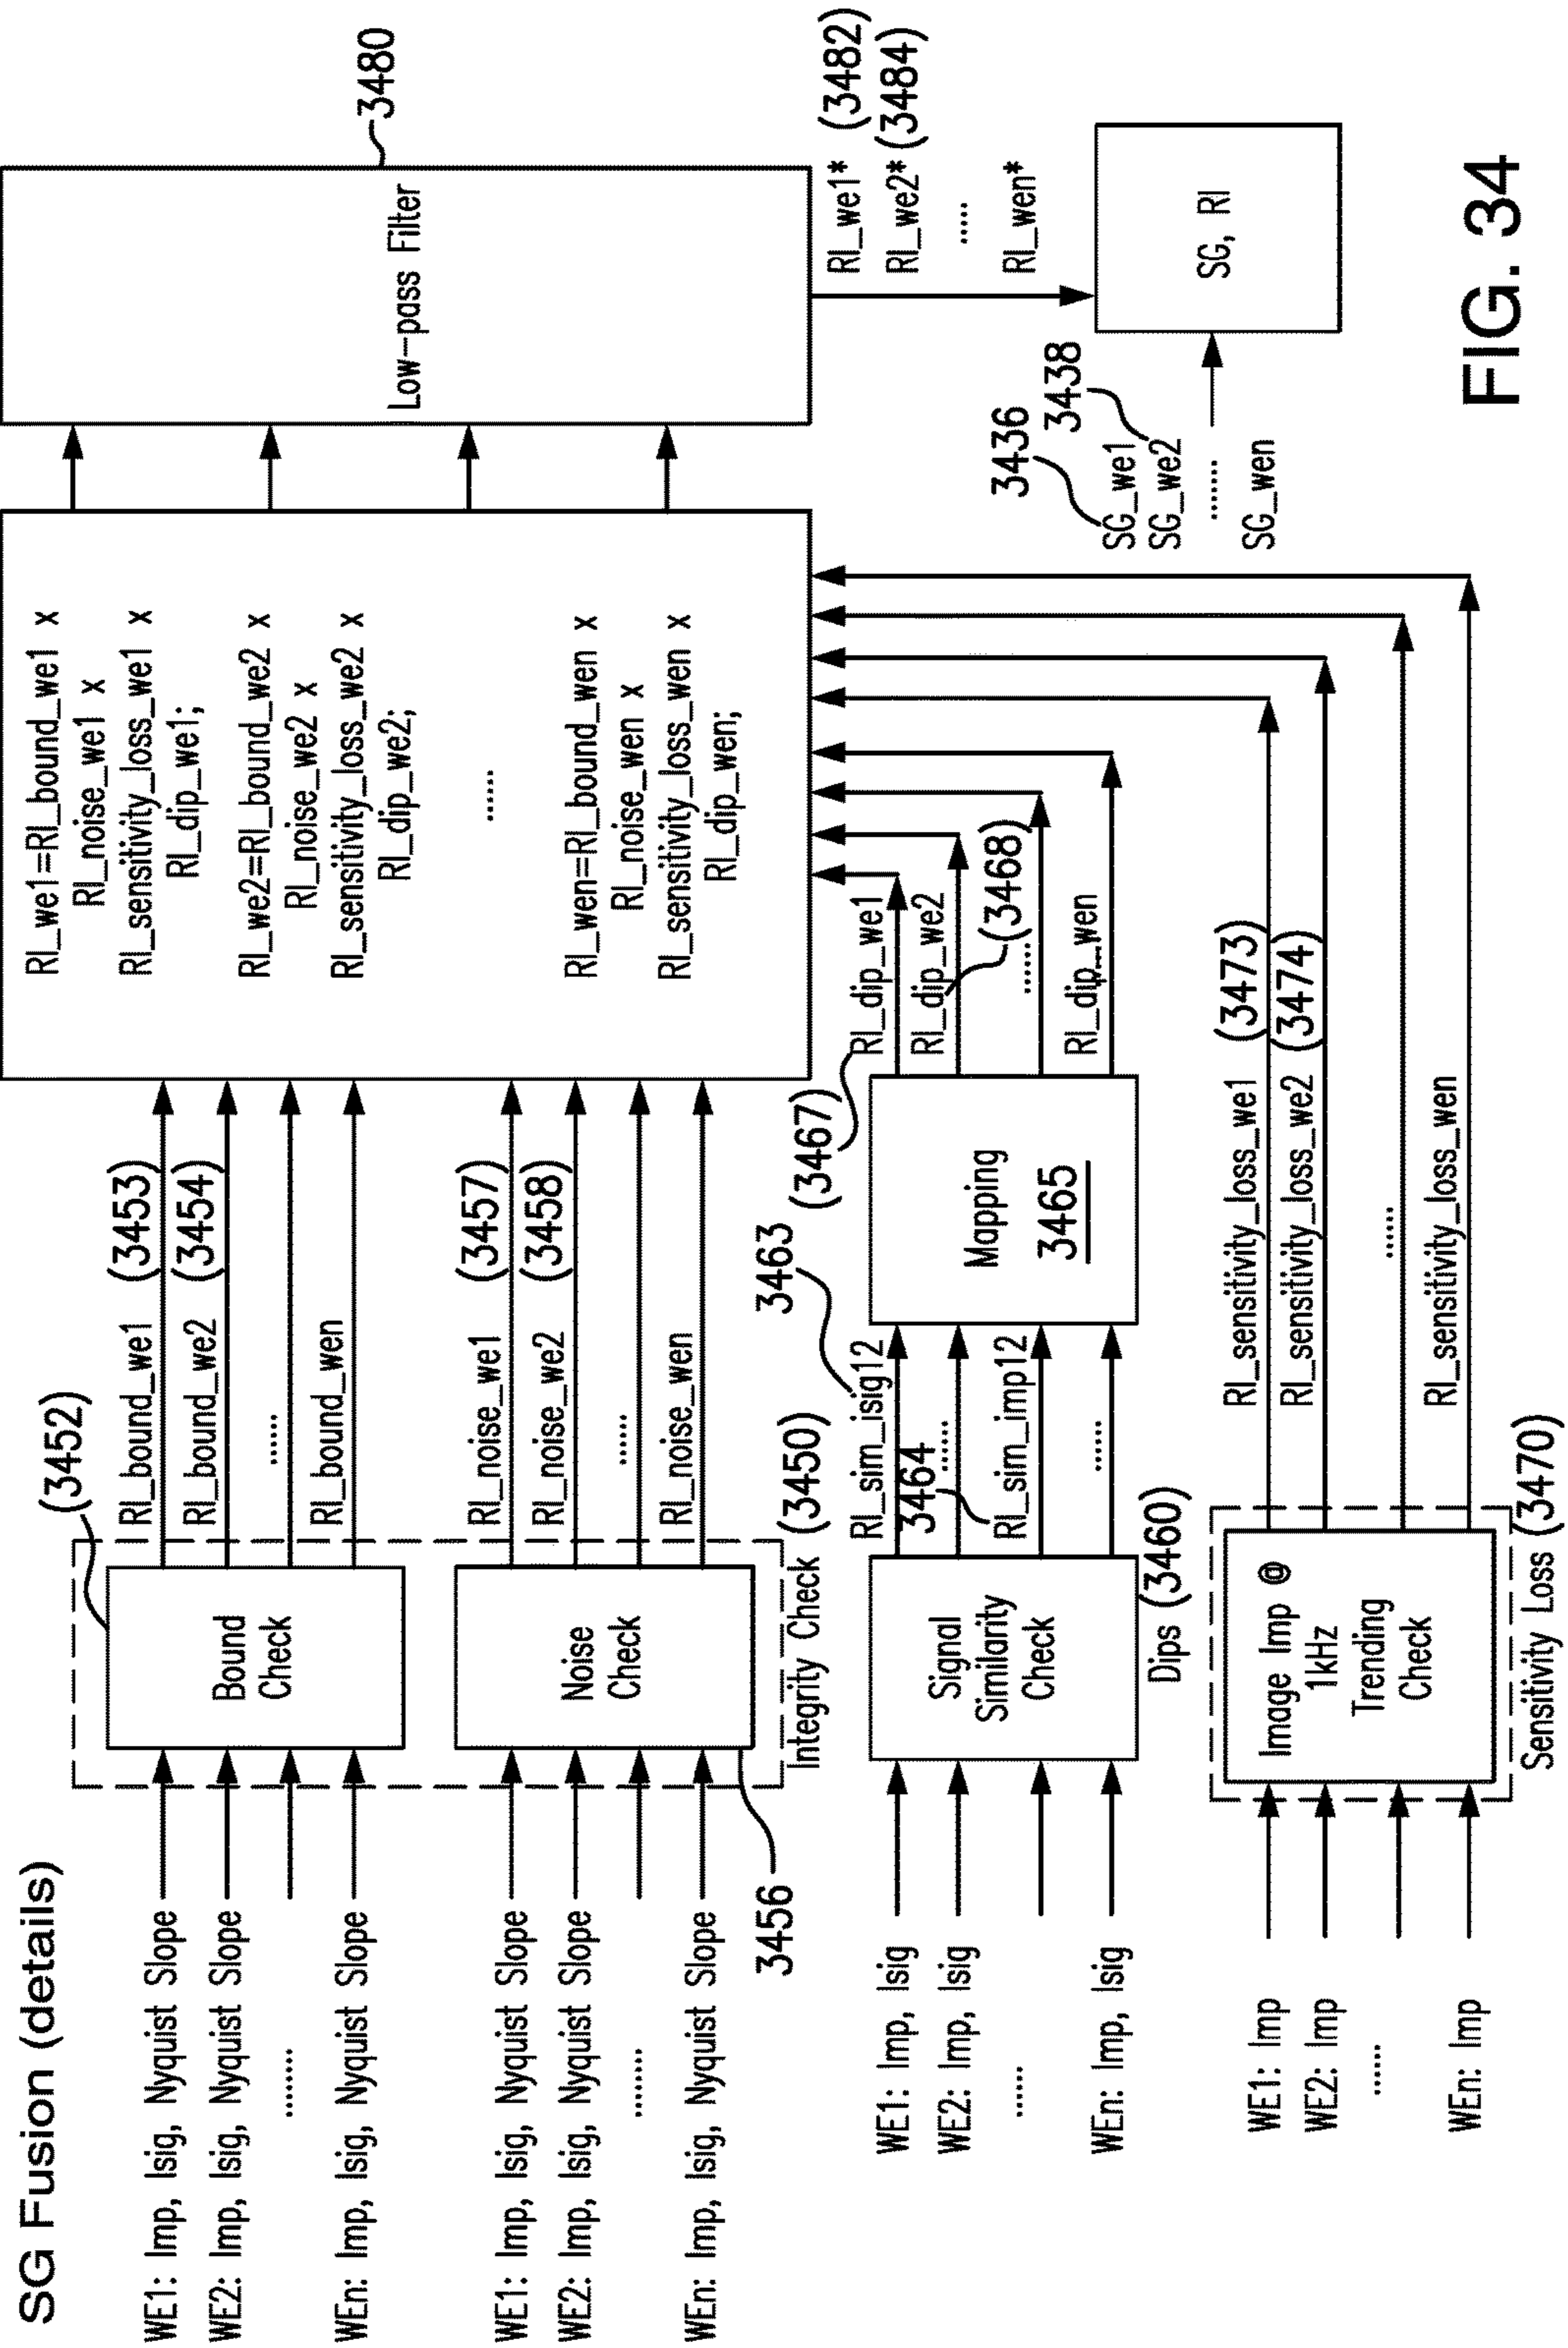 SG Fusion (details)
WE1: Imp, Isig, Nyquist Slope
WE2: Imp, Isig, Nyquist Slope
........
WEn: Imp, Isig, Nyquist Slope
(3452)
Bound
Check
RI_bound_we1
(3453)
RI_bound_we2
(3454)
......
RI_bound_wen
WE1: Imp, Isig, Nyquist Slope
WE2: Imp, Isig, Nyquist Slope
........
WEn: Imp, Isig, Nyquist Slope
3456
Noise
Check
RI_noise_we1
(3457)
RI_noise_we2
(3458)
......
RI_noise_wen
Integrity Check (3450)
RI_we1=RI_bound_we1 x
RI_noise_we1 x
RI_sensitivity_loss_we1 x
RI_dip_we1;
RI_we2=RI_bound_we2 x
RI_noise_we2 x
RI_sensitivity_loss_we2 x
RI_dip_we2;
......
RI_wen=RI_bound_wen x
RI_noise_wen x
RI_sensitivity_loss_wen x
RI_dip_wen;
Low-pass Filter
3480
WE1: Imp, Isig
WE2: Imp, Isig
......
WEn: Imp, Isig
Signal
Similarity
Check
Dips (3460)
3463
RI_sim_isig12
......
3464
RI_sim_imp12
......
Mapping
3465
(3467)
RI_dip_we1
RI_dip_we2
(3468)
......
RI_dip_wen
WE1: Imp
WE2: Imp
......
WEn: Imp
Image Imp @
1kHz
Trending
Check
Sensitivity Loss (3470)
RI_sensitivity_loss_we1
(3473)
RI_sensitivity_loss_we2
(3474)
......
RI_sensitivity_loss_wen
RI_we1*
(3482)
RI_we2*
(3484)
.....
RI_wen*
3436
3438
SG_we1
SG_we2
.......
SG_wen
SG, RI
FIG. 34